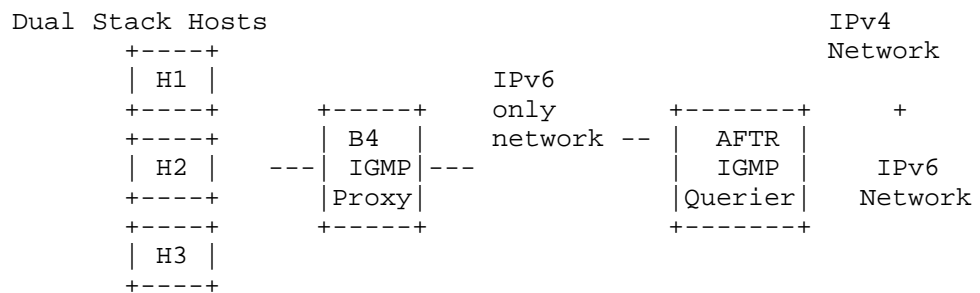 Dual Stack Hosts                                    IPv4
        +----+                                      Network
        | H1 |                  IPv6
        +----+      +-----+     only       +-------+     +
        +----+      | B4  |     network -- | AFTR  |
        | H2 |   ---| IGMP|---             | IGMP  |    IPv6
        +----+      |Proxy|                |Querier|   Network
        +----+      +-----+                +-------+
        | H3 |
        +----+